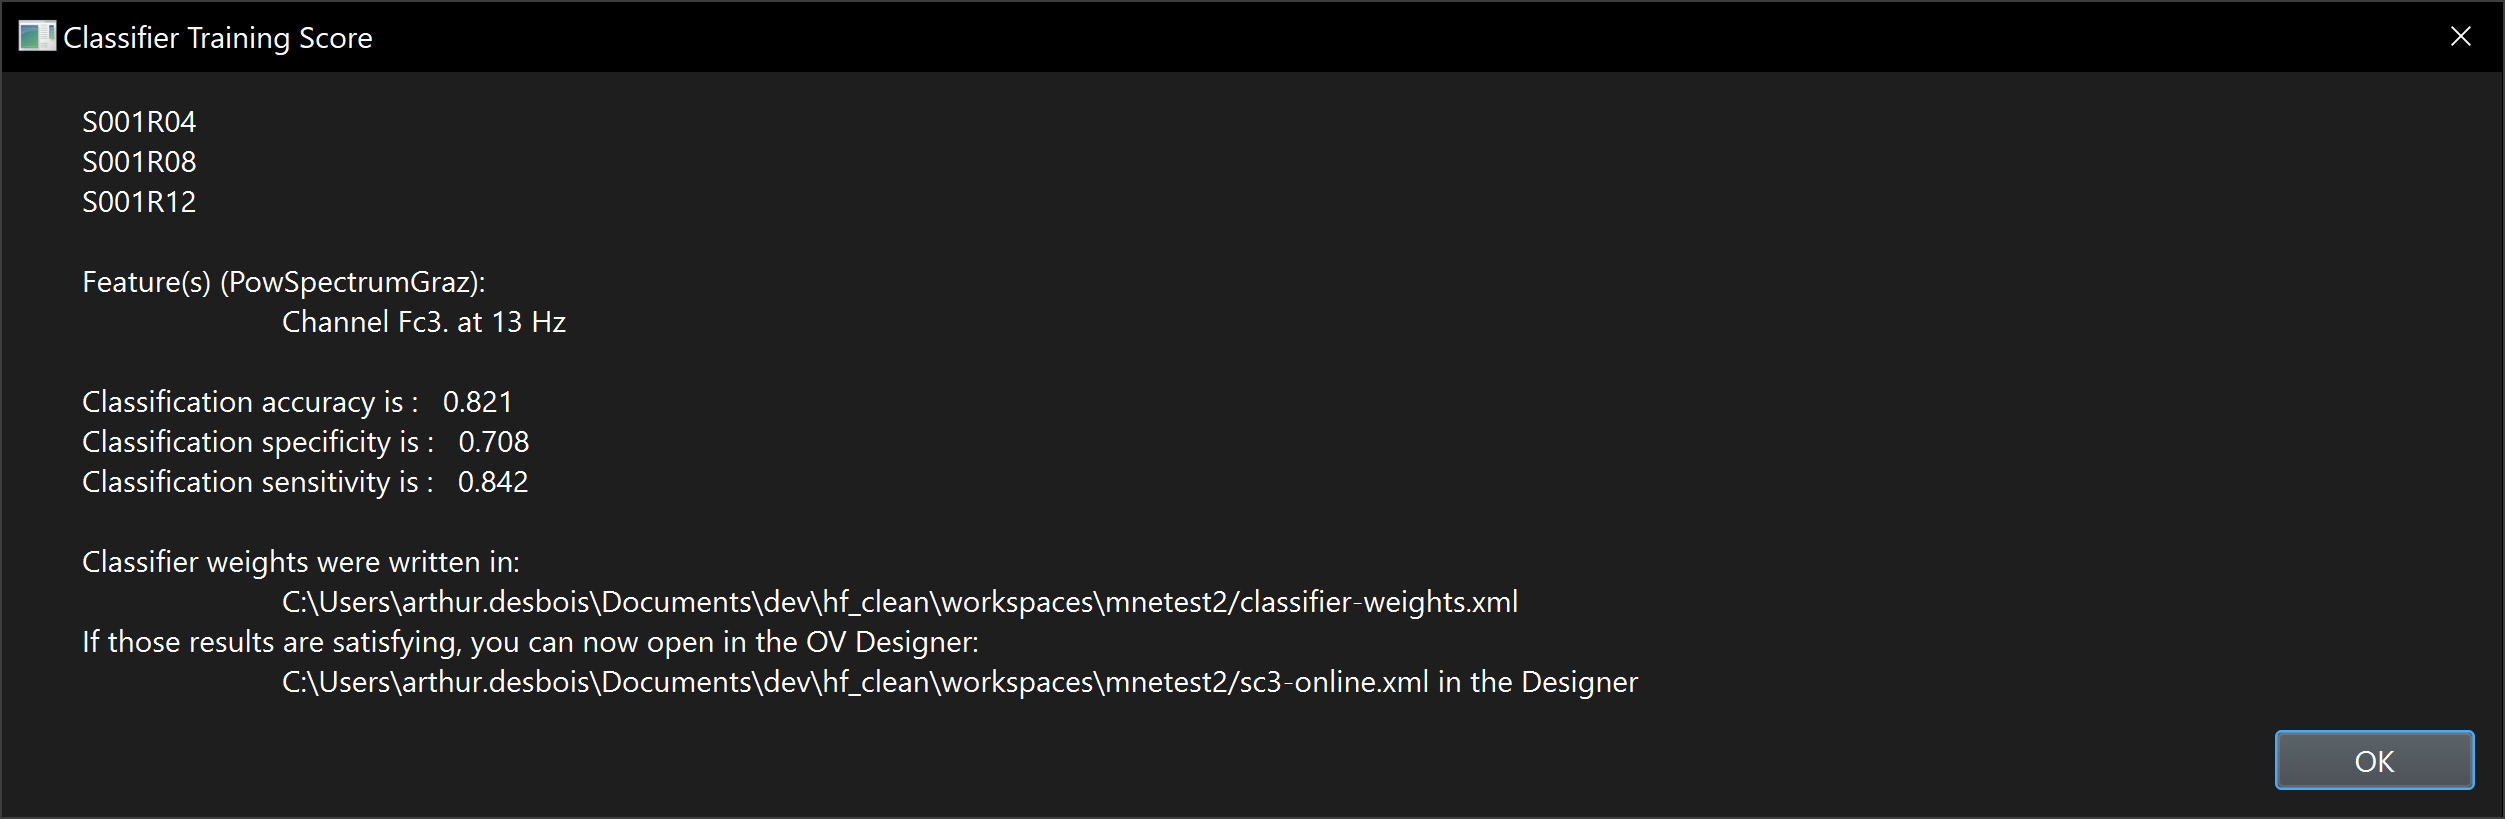 Classifier Training Score
S001R04
S001R08
S001R12
Feature(s) (PowSpectrumGraz):
Channel Fc3. at 13 Hz
Classification accuracy is :   0.821
Classification specificity is :   0.708
Classification sensitivity is :   0.842
Classifier weights were written in:
C:\Users\arthur.desbois\Documents\dev\hf_clean\workspaces\mnetest2/classifier-weights.xml
If those results are satisfying, you can now open in the OV Designer:
C:\Users\arthur.desbois\Documents\dev\hf_clean\workspaces\mnetest2/sc3-online.xml in the Designer
OK